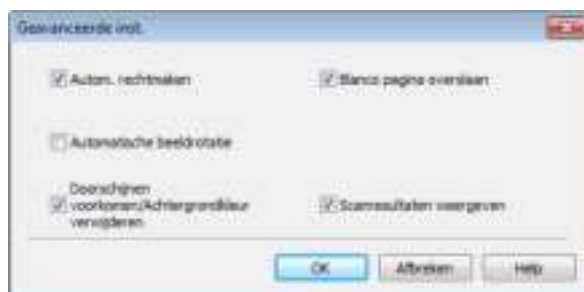 Geavanceerde inst.
Autom. rechtmaken
Blanco pagina overslaan
Automatische beeldrotatie
Doorschijnen
voorkomen/Achtergrondkleur
verwijderen
Scanresultaten weergeven
OK
Afbreken
Help